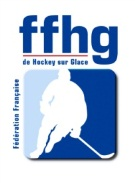 ffhg
de Hockey sur Glace
Fédération Française